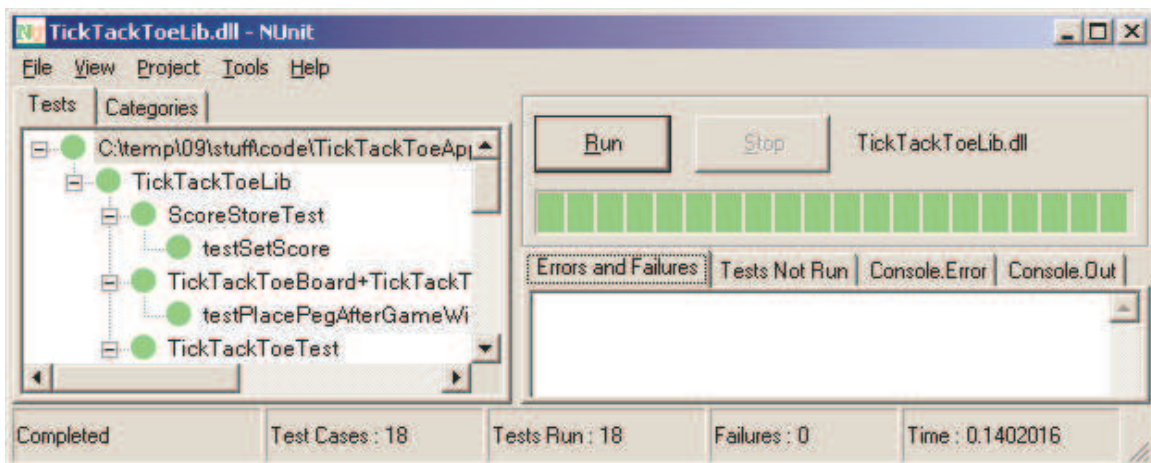 TickTackToeLib.dll - NUnit
File View Project Tools Help
Tests Categories
C:\temp\09\stuff\code\TickTackToeAp
TickTackToeLib
ScoreStoreTest
testSetScore
TickTackToeBoard+TickTackT
testPlacePegAfterGameWi
TickTackToeTest
Run Stop TickTackToeLib.dll
Errors and Failures Tests Not Run Console.Error Console.Out
Completed Test Cases : 18 Tests Run : 18 Failures : 0 Time : 0.1402016